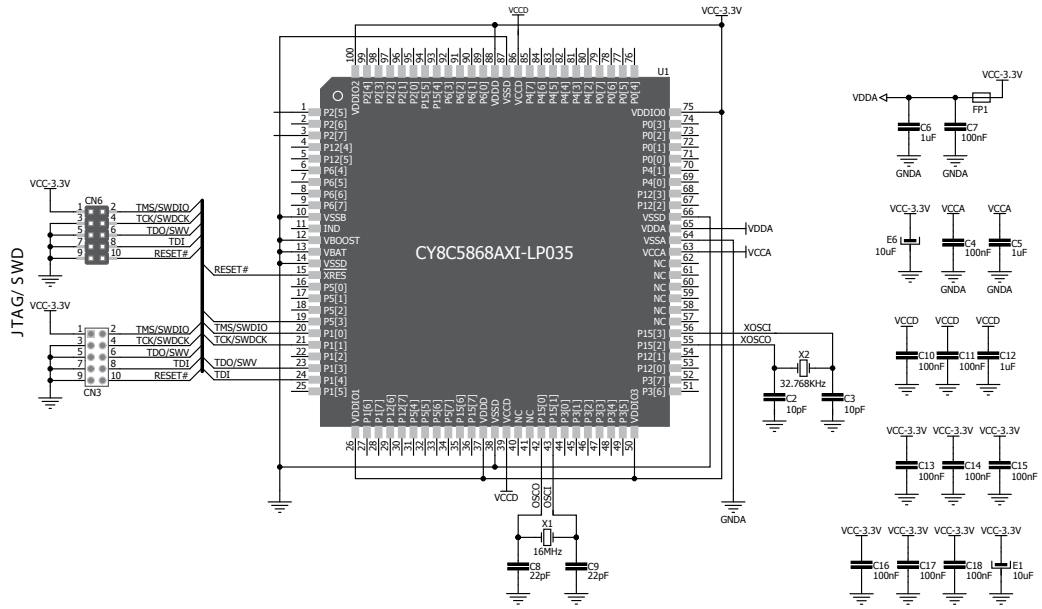 VCCD
VCC-3.3V
100
99
98
97
96
95
94
93
92
91
90
89
88
87
86
85
84
83
82
81
80
79
78
77
76
U1
VDDIO2
P2[4]
P2[3]
P2[2]
P2[1]
P2[0]
P15[5]
P15[4]
P6[3]
P6[2]
P6[1]
P6[0]
VDDD
VSSD
VCCD
P4[7]
P4[6]
P4[5]
P4[4]
P4[3]
P4[2]
P0[7]
P0[6]
P0[5]
P0[4]
1 P2[5]
2 P2[6]
3 P2[7]
4 P12[4]
5 P12[5]
6 P6[4]
7 P6[5]
8 P6[6]
9 P6[7]
10 VSSB
11 IND
12 VBOOST
13 VBAT
14 VSSD
15 XRES
16 P5[0]
17 P5[1]
18 P5[2]
19 P5[3]
20 P1[0]
21 P1[1]
22 P1[2]
23 P1[3]
24 P1[4]
25 P1[5]
CY8C5868AXI-LP035
VDDIO0 75
P0[3] 74
P0[2] 73
P0[1] 72
P0[0] 71
P4[1] 70
P4[0] 69
P12[3] 68
P12[2] 67
VSSD 66
VDDA 65
VSSA 64
VCCA 63
NC 62
NC 61
NC 60
NC 59
NC 58
NC 57
P15[3] 56
P15[2] 55
P12[1] 54
P12[0] 53
P3[7] 52
P3[6] 51
VDDIO1
P1[6]
P1[7]
P12[6]
P12[7]
P5[4]
P5[5]
P5[6]
P5[7]
P15[6]
P15[7]
VDDD
VSSD
VCCD
NC
NC
P15[0]
P15[1]
P3[0]
P3[1]
P3[2]
P3[3]
P3[4]
P3[5]
VDDIO3
26
27
28
29
30
31
32
33
34
35
36
37
38
39
40
41
42
43
44
45
46
47
48
49
50
VDDA
VCCA
XOSCI
XOSCO
X2
32.768KHz
C2
10pF
C3
10pF
GNDA
VCCD
OSCO
OSCI
X1
16MHz
C8
22pF
C9
22pF
JTAG/ SWD
VCC-3.3V
CN6
1 2 TMS/SWDIO
3 4 TCK/SWDCK
5 6 TDO/SWV
7 8 TDI
9 10 RESET#
RESET#
VCC-3.3V
1 2 TMS/SWDIO
3 4 TCK/SWDCK
5 6 TDO/SWV
7 8 TDI
9 10 RESET#
CN3
TMS/SWDIO
TCK/SWDCK
TDO/SWV
TDI
VCC-3.3V
VDDA
FP1
C6
1uF
C7
100nF
GNDA
GNDA
VCC-3.3V
VCCA
VCCA
E6
10uF
C4
100nF
C5
1uF
GNDA
GNDA
VCCD
VCCD
VCCD
C10
100nF
C11
100nF
C12
1uF
VCC-3.3V
VCC-3.3V
VCC-3.3V
C13
100nF
C14
100nF
C15
100nF
VCC-3.3V
VCC-3.3V
VCC-3.3V
VCC-3.3V
C16
100nF
C17
100nF
C18
100nF
E1
10uF